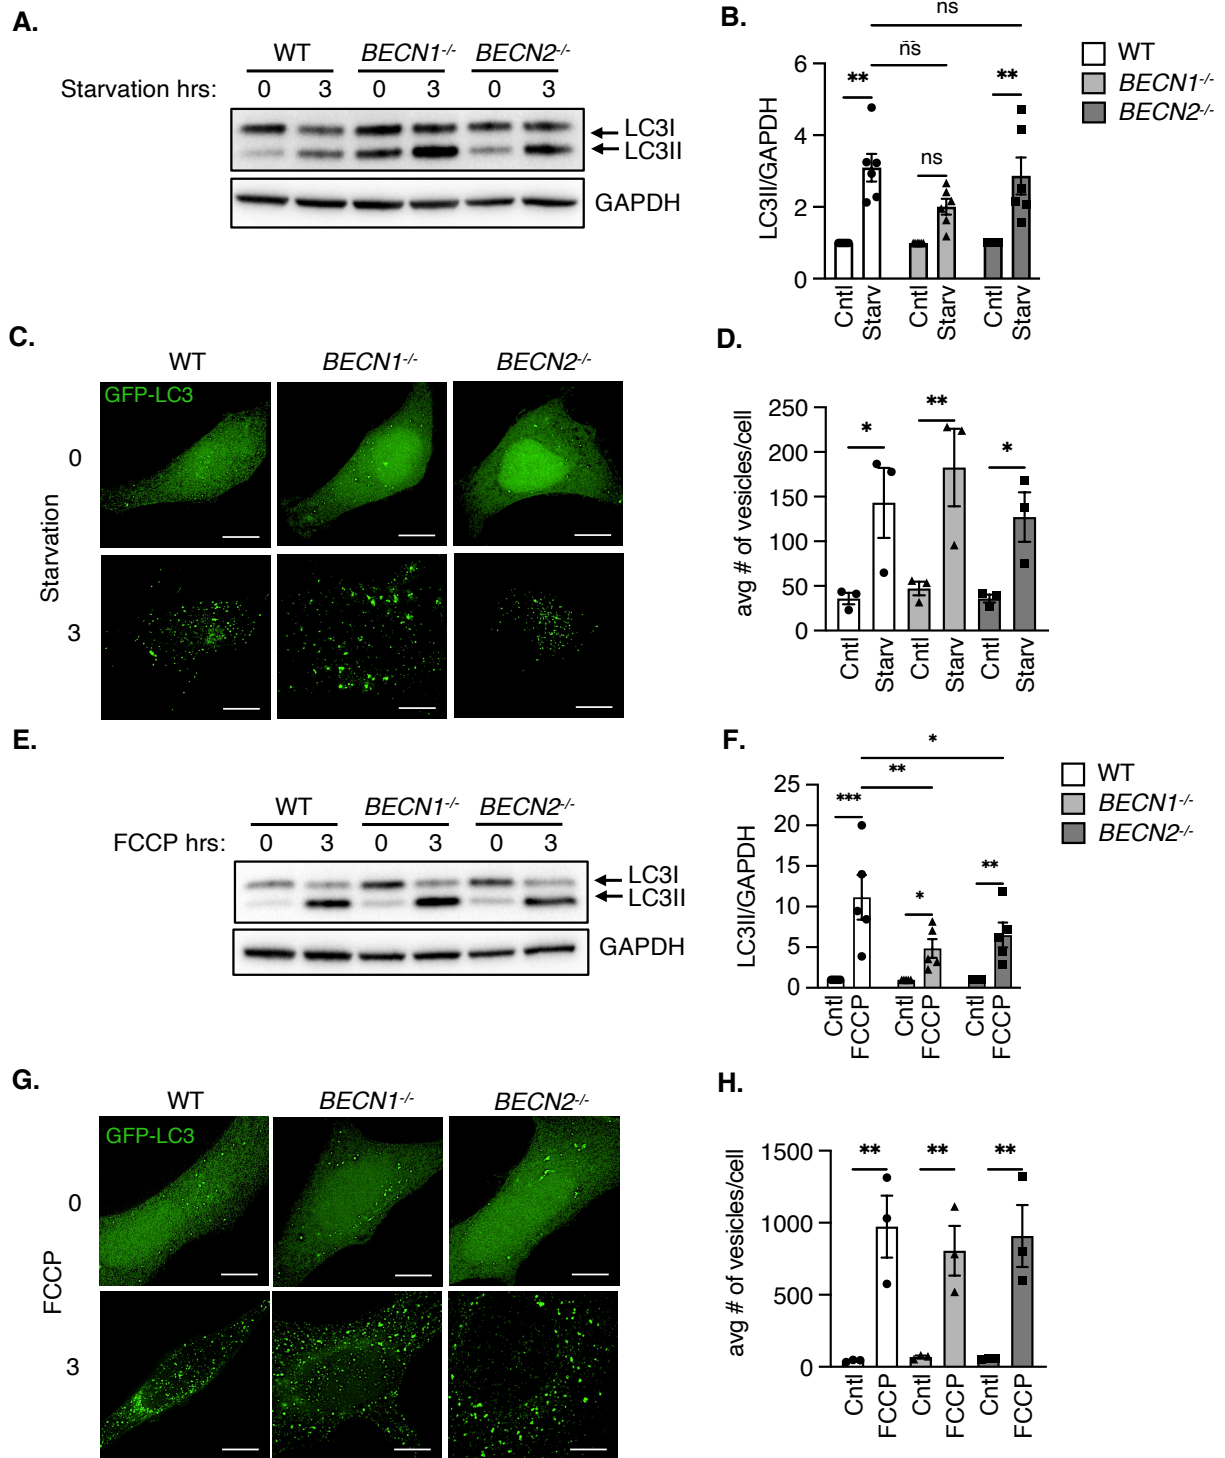 A.
WT BECN1-/- BECN2-/-
Starvation hrs: 0 3 0 3 0 3
LC3I
LC3II
GAPDH
B.
ns
ns
** ns **
LC3II/GAPDH
6
4
2
0
Cntl Starv Cntl Starv Cntl Starv
WT
BECN1-/-
BECN2-/-
C.
WT BECN1-/- BECN2-/-
GFP-LC3
Starvation
0
3
D.
* ** *
avg # of vesicles/cell
250
200
150
100
50
0
Cntl Starv Cntl Starv Cntl Starv
E.
WT BECN1-/- BECN2-/-
FCCP hrs: 0 3 0 3 0 3
LC3I
LC3II
GAPDH
F.
*
**
*** * **
LC3II/GAPDH
25
20
15
10
5
0
Cntl FCCP Cntl FCCP Cntl FCCP
WT
BECN1-/-
BECN2-/-
G.
WT BECN1-/- BECN2-/-
GFP-LC3
FCCP
0
3
H.
** ** **
avg # of vesicles/cell
1500
1000
500
0
Cntl FCCP Cntl FCCP Cntl FCCP